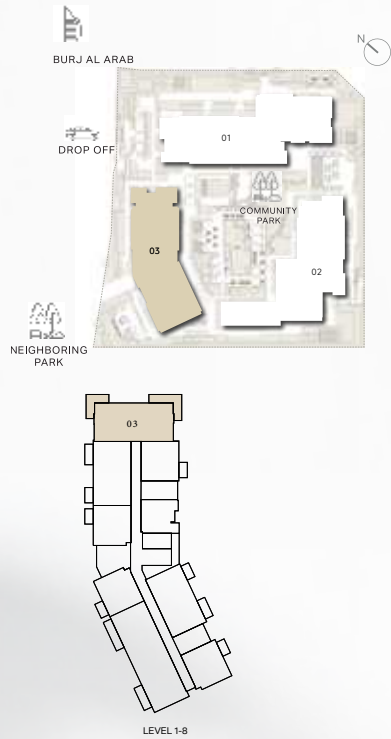 N
BURJ AL ARAB
DROP OFF
01
COMMUNITY
PARK
03
02
NEIGHBORING
PARK
03
LEVEL 1-8